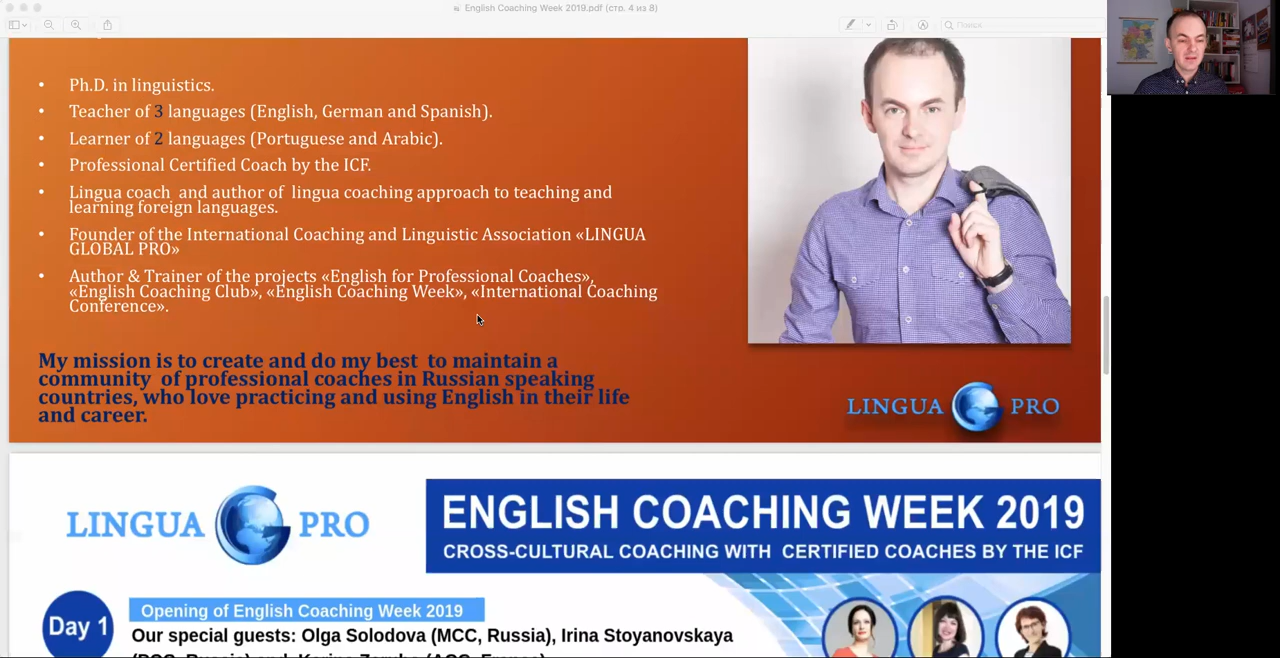 English Coaching Week 2019.pdf (стр. 4 из 8)
Поиск
• Ph.D. in linguistics.
• Teacher of 3 languages (English, German and Spanish).
• Learner of 2 languages (Portuguese and Arabic).
• Professional Certified Coach by the ICF.
• Lingua coach and author of lingua coaching approach to teaching and
learning foreign languages.
• Founder of the International Coaching and Linguistic Association «LINGUA
GLOBAL PRO»
• Author & Trainer of the projects «English for Professional Coaches»,
«English Coaching Club», «English Coaching Week», «International Coaching
Conference».
My mission is to create and do my best to maintain a
community of professional coaches in Russian speaking
countries, who love practicing and using English in their life
and career.
LINGUA PRO
LINGUA PRO
ENGLISH COACHING WEEK 2019
CROSS-CULTURAL COACHING WITH CERTIFIED COACHES BY THE ICF
Day 1
Opening of English Coaching Week 2019
Our special guests: Olga Solodova (MCC, Russia), Irina Stoyanovskaya